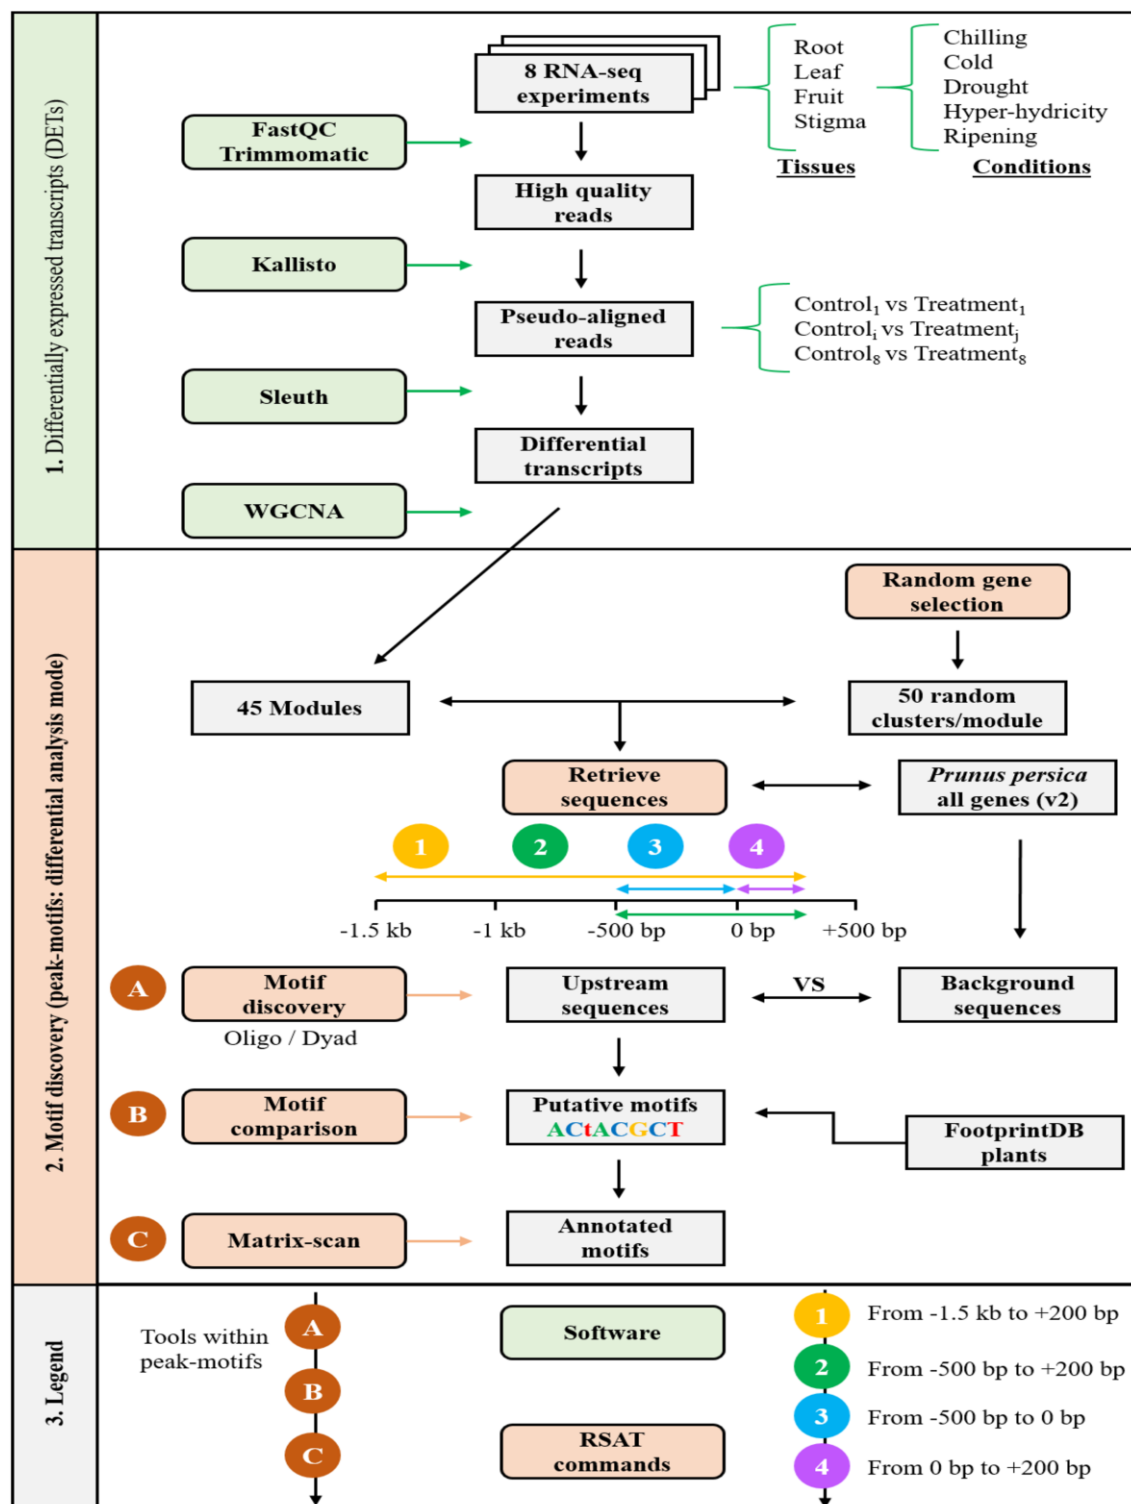 1. Differentially expressed transcripts (DETs)
8 RNA-seq
experiments
Root
Leaf
Fruit
Stigma
Tissues
Chilling
Cold
Drought
Hyper-hydricity
Ripening
Conditions
FastQC
Trimmomatic
High quality
reads
Kallisto
Pseudo-aligned
reads
Control₁ vs Treatment₁
Controlᵢ vs Treatmentⱼ
Control₈ vs Treatment₈
Sleuth
Differential
transcripts
WGCNA
2. Motif discovery (peak-motifs: differential analysis mode)
Random gene
selection
45 Modules
50 random
clusters/module
Retrieve
sequences
Prunus persica
all genes (v2)
1
2
3
4
-1.5 kb
-1 kb
-500 bp
0 bp
+500 bp
A
Motif
discovery
Oligo / Dyad
Upstream
sequences
VS
Background
sequences
B
Motif
comparison
Putative motifs
ACtACGCT
FootprintDB
plants
C
Matrix-scan
Annotated
motifs
3. Legend
Tools within
peak-motifs
A
B
C
Software
RSAT
commands
1
From -1.5 kb to +200 bp
2
From -500 bp to +200 bp
3
From -500 bp to 0 bp
4
From 0 bp to +200 bp